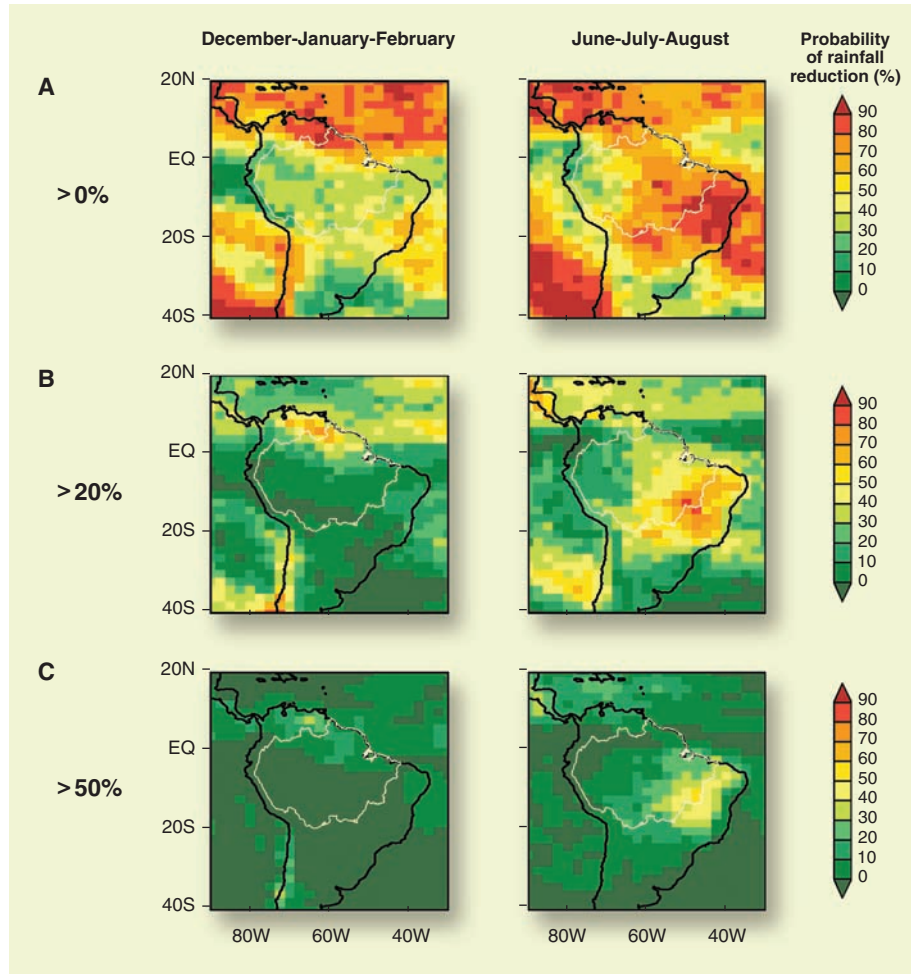 December-January-February
June-July-August
Probability
of rainfall
reduction (%)
A
>0%
20N
EQ
20S
40S
90
80
70
60
50
40
30
20
10
0
B
>20%
20N
EQ
20S
40S
90
80
70
60
50
40
30
20
10
0
C
>50%
20N
EQ
20S
40S
90
80
70
60
50
40
30
20
10
0
80W
60W
40W
80W
60W
40W